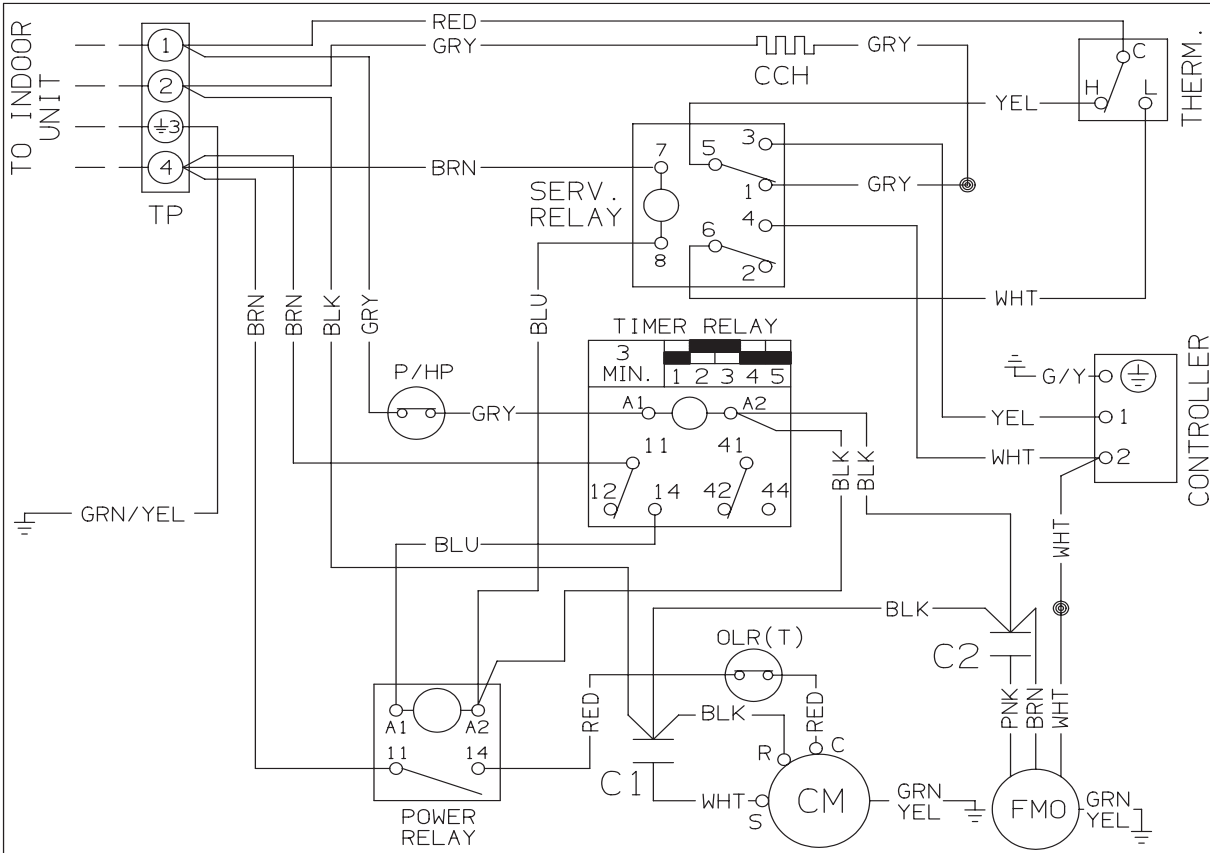 TO INDOOR
UNIT
1
2
3
4
TP
RED
GRY
CCH
GRY
C
H
L
THERM.
YEL
BRN
SERV.
RELAY
7
8
5
3
1
4
6
2
GRY
WHT
BRN
BRN
BLK
GRY
BLU
TIMER RELAY
3
MIN.
1 2 3 4 5
P/HP
GRY
A1
A2
11
41
12
14
42
44
BLK
BLK
G/Y
YEL
1
WHT
2
CONTROLLER
GRN/YEL
BLU
WHT
BLK
C2
OLR(T)
PNK
BRN
WHT
RED
RED
BLK
A1
A2
11
14
POWER
RELAY
C1
WHT
R
C
S
CM
GRN
YEL
FMO
GRN
YEL